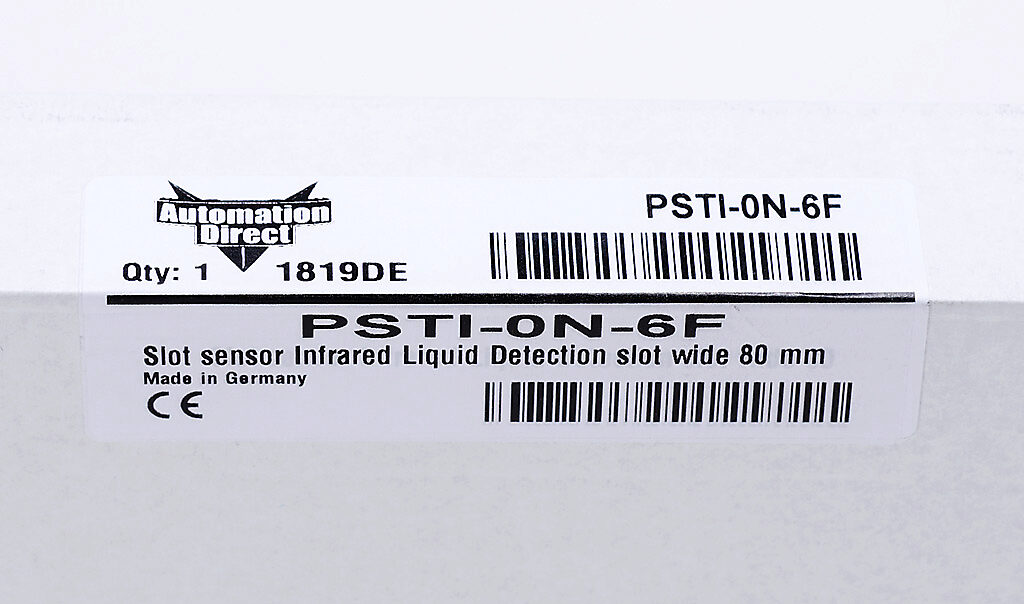 Automation
Direct
PSTI-0N-6F
Qty: 1 1819DE
PSTI-0N-6F
Slot sensor Infrared Liquid Detection slot wide 80 mm
Made in Germany
CE